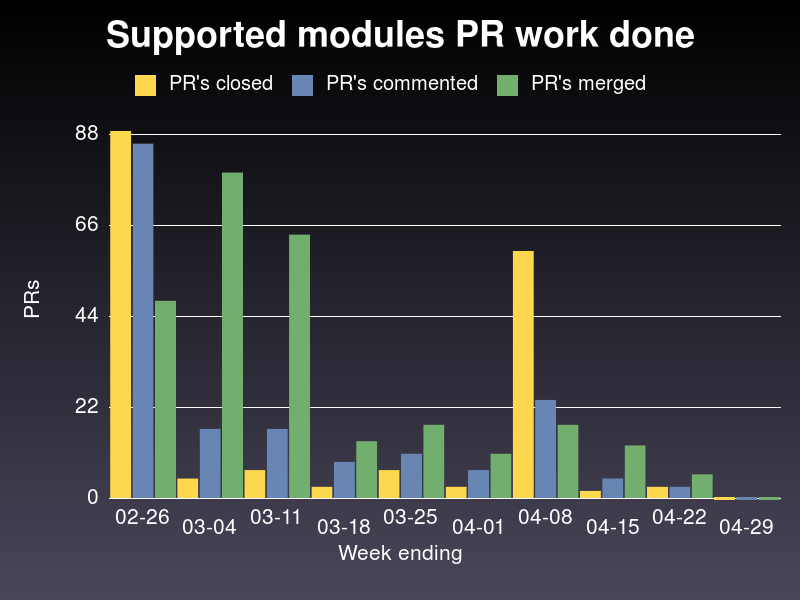 Supported modules PR work done
PR's closed PR's commented PR's merged
88
66
44
22
0
PRs
02-26 03-04 03-11 03-18 03-25 04-01 04-08 04-15 04-22 04-29
Week ending